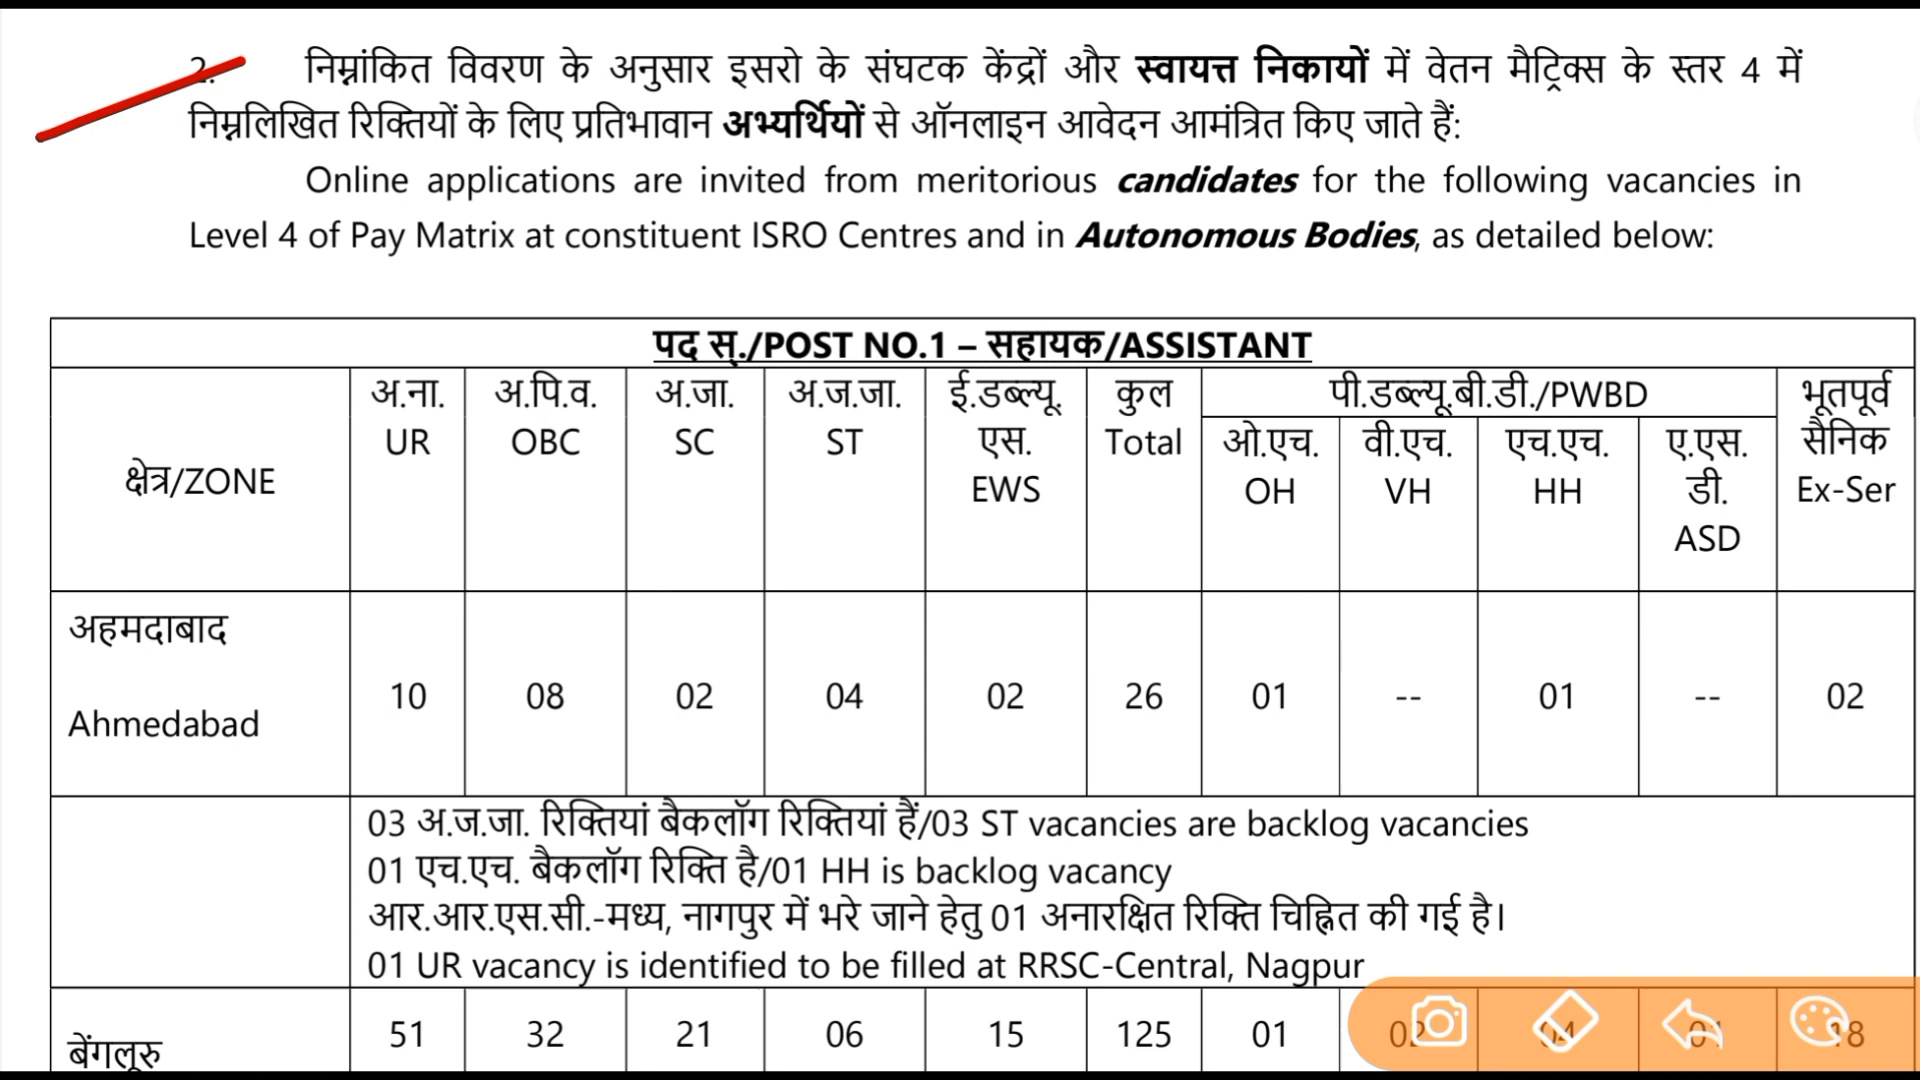 2. निम्नांकित विवरण के अनुसार इसरो के संघटक केंद्रों और स्वायत्त निकायों में वेतन मैट्रिक्स के स्तर 4 में
निम्नलिखित रिक्तियों के लिए प्रतिभावान अभ्यर्थियों से ऑनलाइन आवेदन आमंत्रित किए जाते हैं:
Online applications are invited from meritorious candidates for the following vacancies in
Level 4 of Pay Matrix at constituent ISRO Centres and in Autonomous Bodies, as detailed below:
पद स्./POST NO.1 – सहायक/ASSISTANT
क्षेत्र/ZONE
अ.ना.
UR
अ.पि.व.
OBC
अ.जा.
SC
अ.ज.जा.
ST
ई.डब्ल्यू.
एस.
EWS
कुल
Total
पी.डब्ल्यू.बी.डी./PWBD
ओ.एच.
OH
वी.एच.
VH
एच.एच.
HH
ए.एस.
डी.
ASD
भूतपूर्व
सैनिक
Ex-Ser
अहमदाबाद
Ahmedabad
10 08 02 04 02 26 01 -- 01 -- 02
03 अ.ज.जा. रिक्तियां बैकलॉग रिक्तियां हैं/03 ST vacancies are backlog vacancies
01 एच.एच. बैकलॉग रिक्ति है/01 HH is backlog vacancy
आर.आर.एस.सी.-मध्य, नागपुर में भरे जाने हेतु 01 अनारक्षित रिक्ति चिह्नित की गई है।
01 UR vacancy is identified to be filled at RRSC-Central, Nagpur
बेंगलूरु
51 32 21 06 15 125 01 02 04 01 18